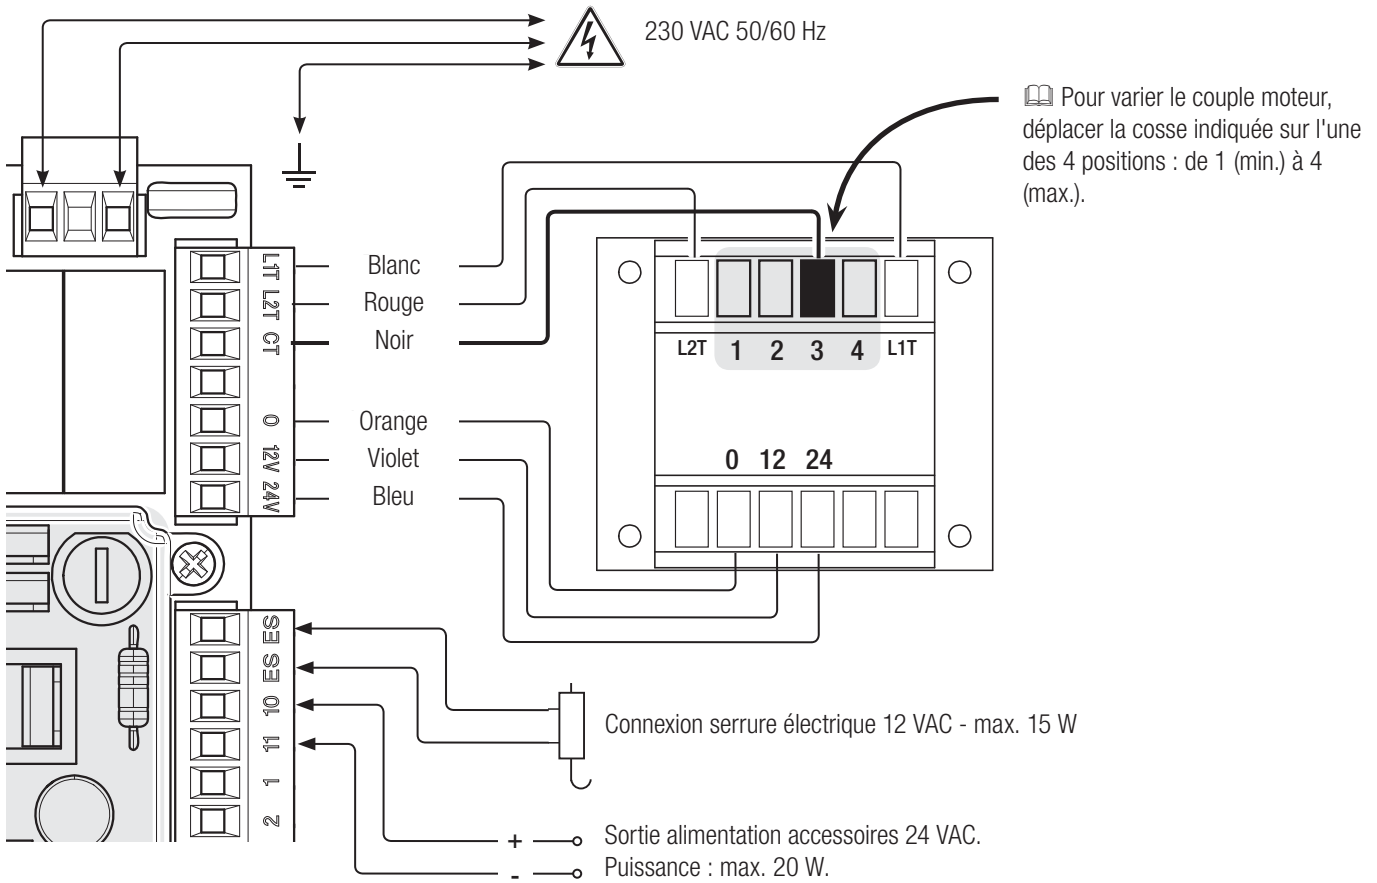 230 VAC 50/60 Hz
Pour varier le couple moteur,
déplacer la cosse indiquée sur l'une
des 4 positions : de 1 (min.) à 4
(max.).
L1T
L2T
CT
0
12V
24V
Blanc
Rouge
Noir
Orange
Violet
Bleu
L2T 1 2 3 4 L1T
0 12 24
ES
ES
10
11
1
2
Connexion serrure électrique 12 VAC - max. 15 W
+
Sortie alimentation accessoires 24 VAC.
-
Puissance : max. 20 W.